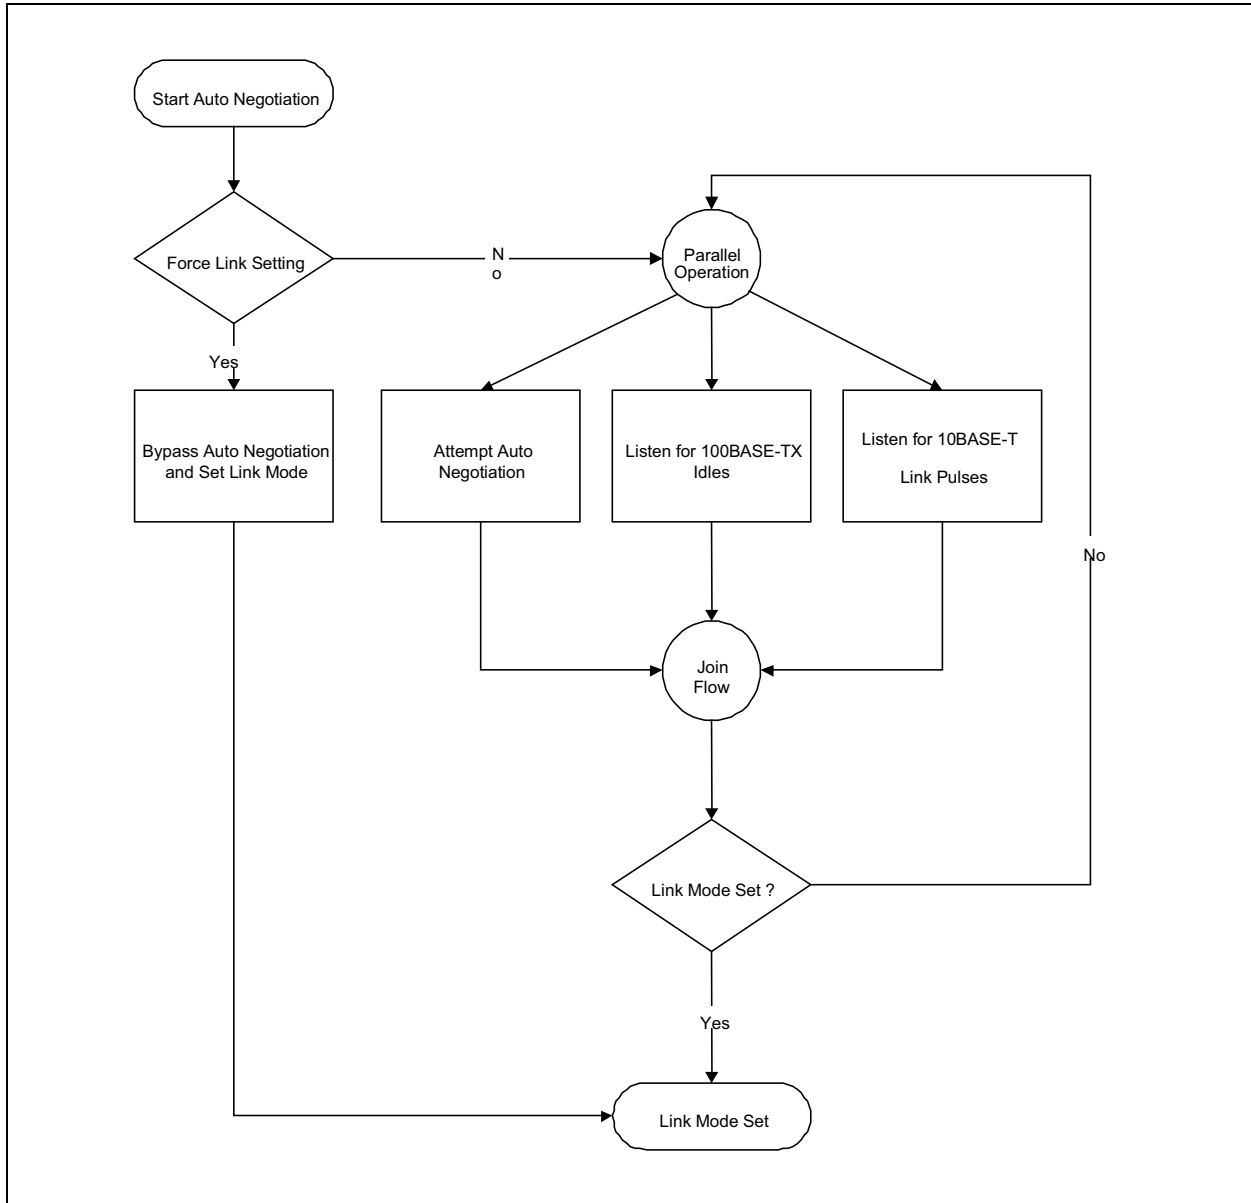 Start Auto Negotiation
Force Link Setting
N
o
Parallel
Operation
Yes
Bypass Auto Negotiation
and Set Link Mode
Attempt Auto
Negotiation
Listen for 100BASE-TX
Idles
Listen for 10BASE-T
Link Pulses
No
Join
Flow
Link Mode Set ?
Yes
Link Mode Set